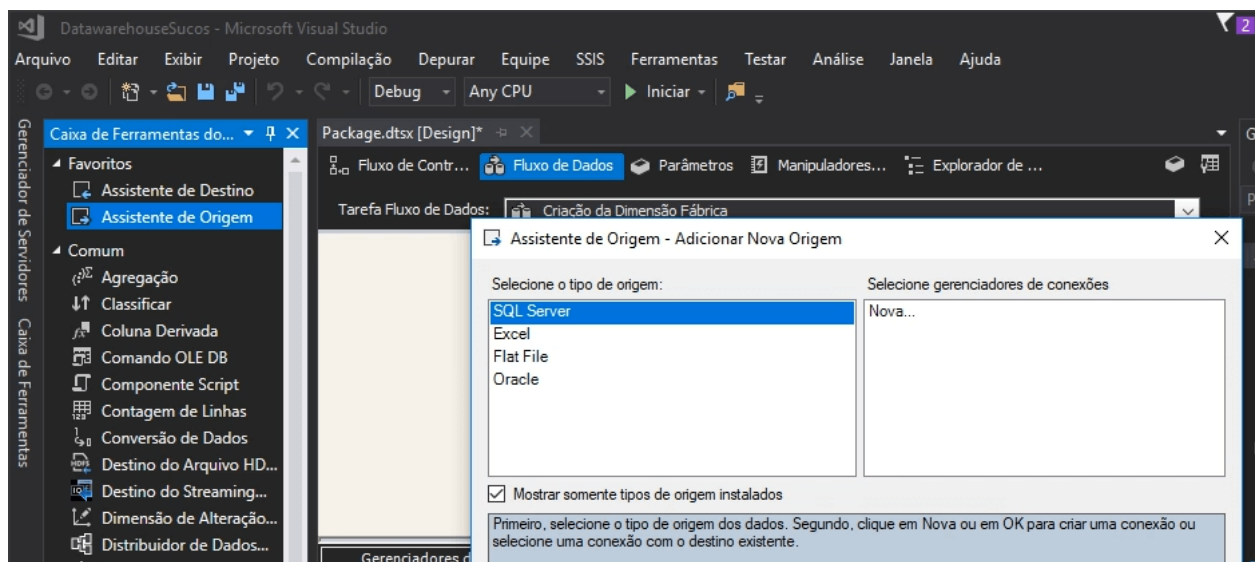 DatawarehouseSucos - Microsoft Visual Studio
2
Arquivo Editar Exibir Projeto Compilação Depurar Equipe SSIS Ferramentas Testar Análise Janela Ajuda
Debug Any CPU Iniciar
Gerenciador de Servidores
Caixa de Ferramentas
Caixa de Ferramentas do...
Favoritos
Assistente de Destino
Assistente de Origem
Comum
Agregação
Classificar
Coluna Derivada
Comando OLE DB
Componente Script
Contagem de Linhas
Conversão de Dados
Destino do Arquivo HD...
Destino do Streaming...
Dimensão de Alteração...
Distribuidor de Dados...
Package.dtsx [Design]*
Fluxo de Contr... Fluxo de Dados Parâmetros Manipuladores... Explorador de ...
Tarefa Fluxo de Dados: Criação da Dimensão Fábrica
Assistente de Origem - Adicionar Nova Origem
Selecione o tipo de origem:
SQL Server
Excel
Flat File
Oracle
Selecione gerenciadores de conexões
Nova...
Mostrar somente tipos de origem instalados
Primeiro, selecione o tipo de origem dos dados. Segundo, clique em Nova ou em OK para criar uma conexão ou
selecione uma conexão com o destino existente.
Gerenciadores d